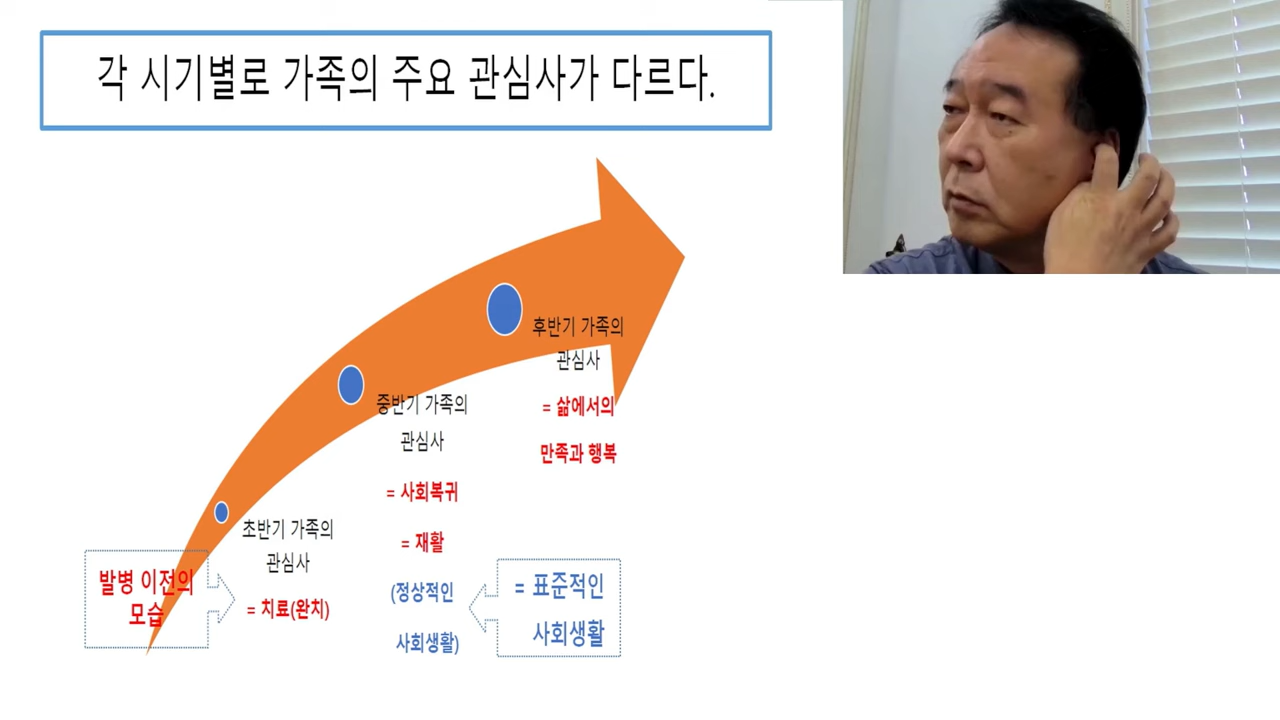 각 시기별로 가족의 주요 관심사가 다르다.
후반기 가족의
관심사
= 삶에서의
만족과 행복
중반기 가족의
관심사
= 사회복귀
= 재활
(정상적인
사회생활)
초반기 가족의
관심사
= 치료(완치)
발병 이전의
모습
= 표준적인
사회생활